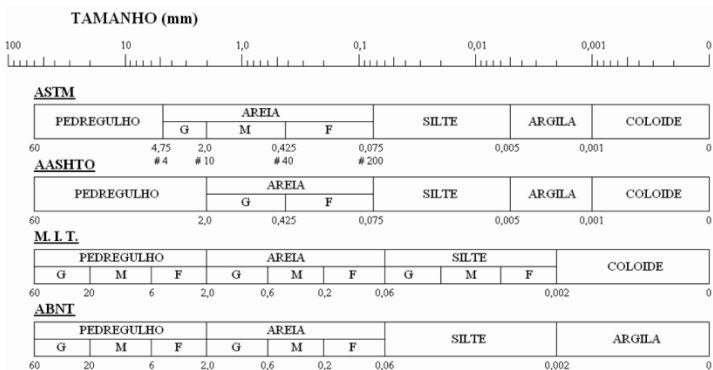 TAMANHO (mm)
100 10 1,0 0,1 0,01 0,001 0
ASTM
PEDREGULHO AREIA SILTE ARGILA COLOIDE
G M F
60 4,75 2,0 0,425 0,075 0,005 0,001 0
# 4 # 10 # 40 # 200
AASHTO
PEDREGULHO AREIA SILTE ARGILA COLOIDE
G F
60 2,0 0,425 0,075 0,005 0,001 0
M. I. T.
PEDREGULHO AREIA SILTE COLOIDE
G M F G M F G M F
60 20 6 2,0 0,6 0,2 0,06 0,002 0
ABNT
PEDREGULHO AREIA SILTE ARGILA
G M F G M F
60 20 6 2,0 0,6 0,2 0,06 0,002 0